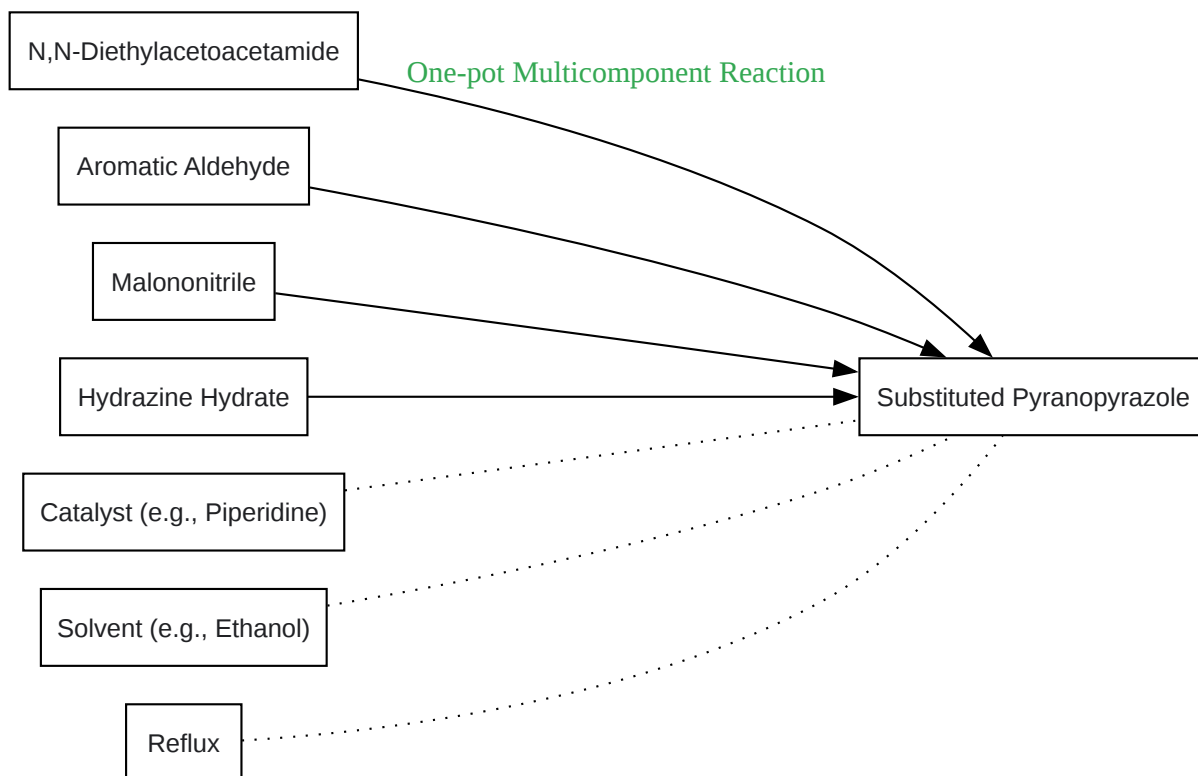 N,N-Diethylacetoacetamide
One-pot Multicomponent Reaction
Aromatic Aldehyde
Malononitrile
Hydrazine Hydrate
Substituted Pyranopyrazole
Catalyst (e.g., Piperidine)
Solvent (e.g., Ethanol)
Reflux